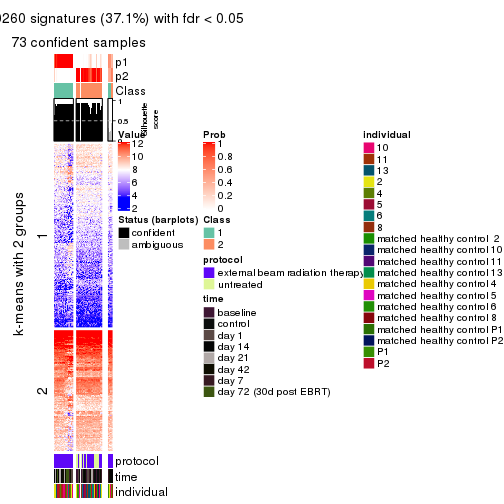 260 signatures (37.1%) with fdr < 0.05
73 confident samples
p1
p2
Class
1
0.5
0
Silhouette
score
k-means with 2 groups
1
2
protocol
time
individual
Value
12
10
8
6
4
2
Status (barplots)
confident
ambiguous
Prob
1
0.8
0.6
0.4
0.2
0
Class
1
2
protocol
external beam radiation therapy
untreated
time
baseline
control
day 1
day 14
day 21
day 42
day 7
day 72 (30d post EBRT)
individual
10
11
13
2
4
5
6
8
matched healthy control 2
matched healthy control 10
matched healthy control 11
matched healthy control 13
matched healthy control 4
matched healthy control 5
matched healthy control 6
matched healthy control 8
matched healthy control P1
matched healthy control P2
P1
P2